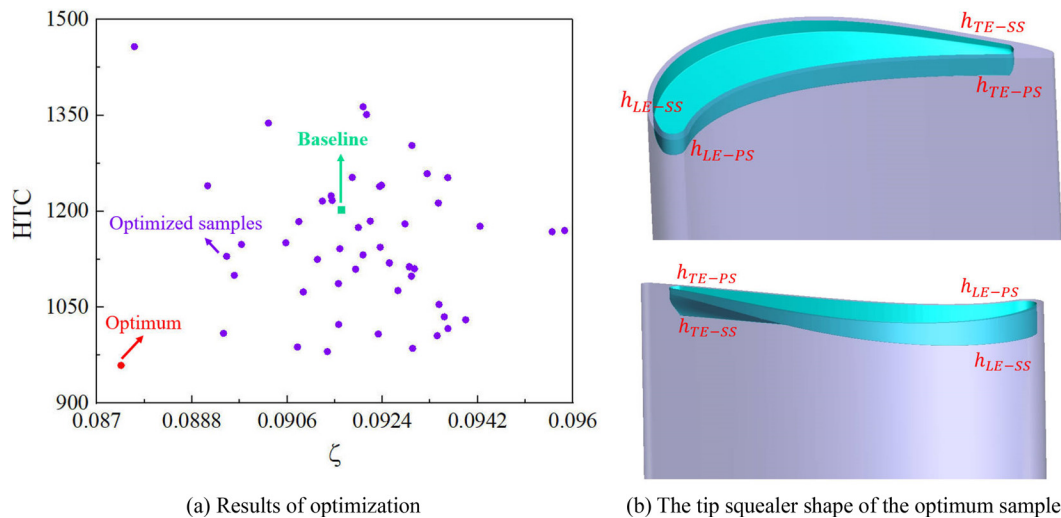 1500
1350
1200
1050
900
HTC
0.087
0.0888
0.0906
0.0924
0.0942
0.096
ζ
Baseline
Optimized samples
Optimum
(a) Results of optimization
h_{TE-SS}
h_{TE-PS}
h_{LE-SS}
h_{LE-PS}
h_{TE-PS}
h_{LE-PS}
h_{TE-SS}
h_{LE-SS}
(b) The tip squealer shape of the optimum sample